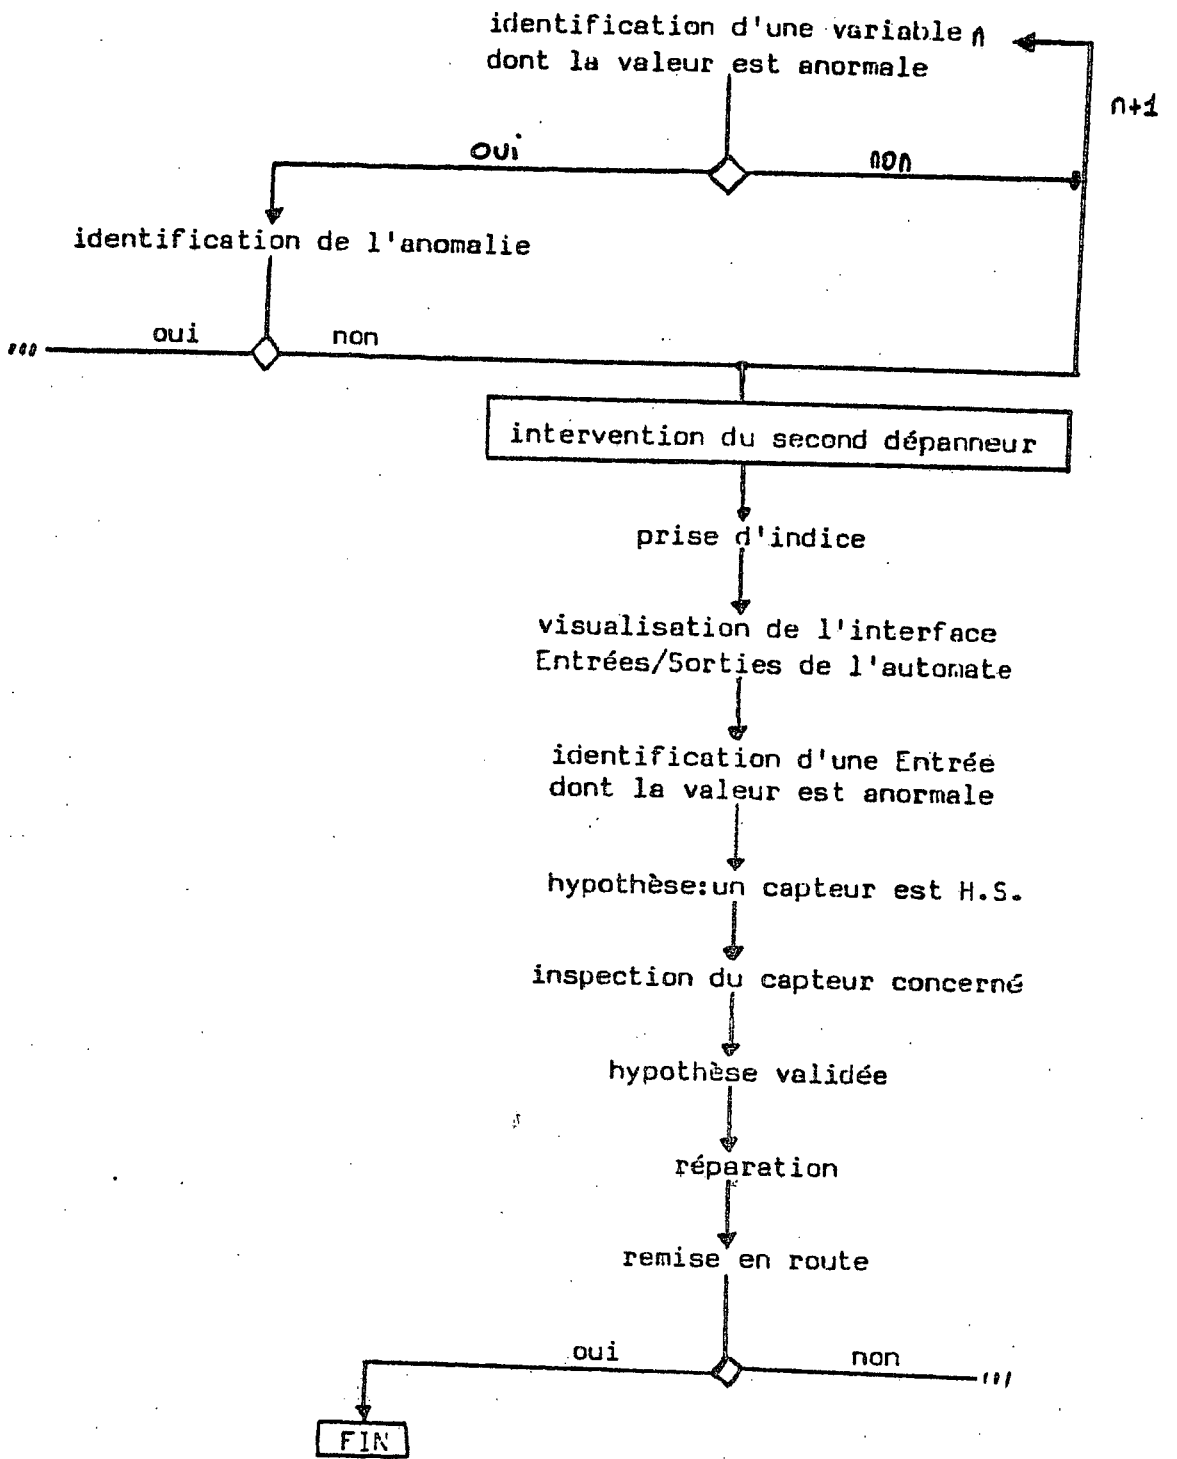 identification d'une variable n
dont la valeur est anormale
n+1
oui
non
identification de l'anomalie
oui
non
intervention du second dépanneur
prise d'indice
visualisation de l'interface
Entrées/Sorties de l'automate
identification d'une Entrée
dont la valeur est anormale
hypothèse:un capteur est H.S.
inspection du capteur concerné
hypothèse validée
réparation
remise en route
oui
non
FIN